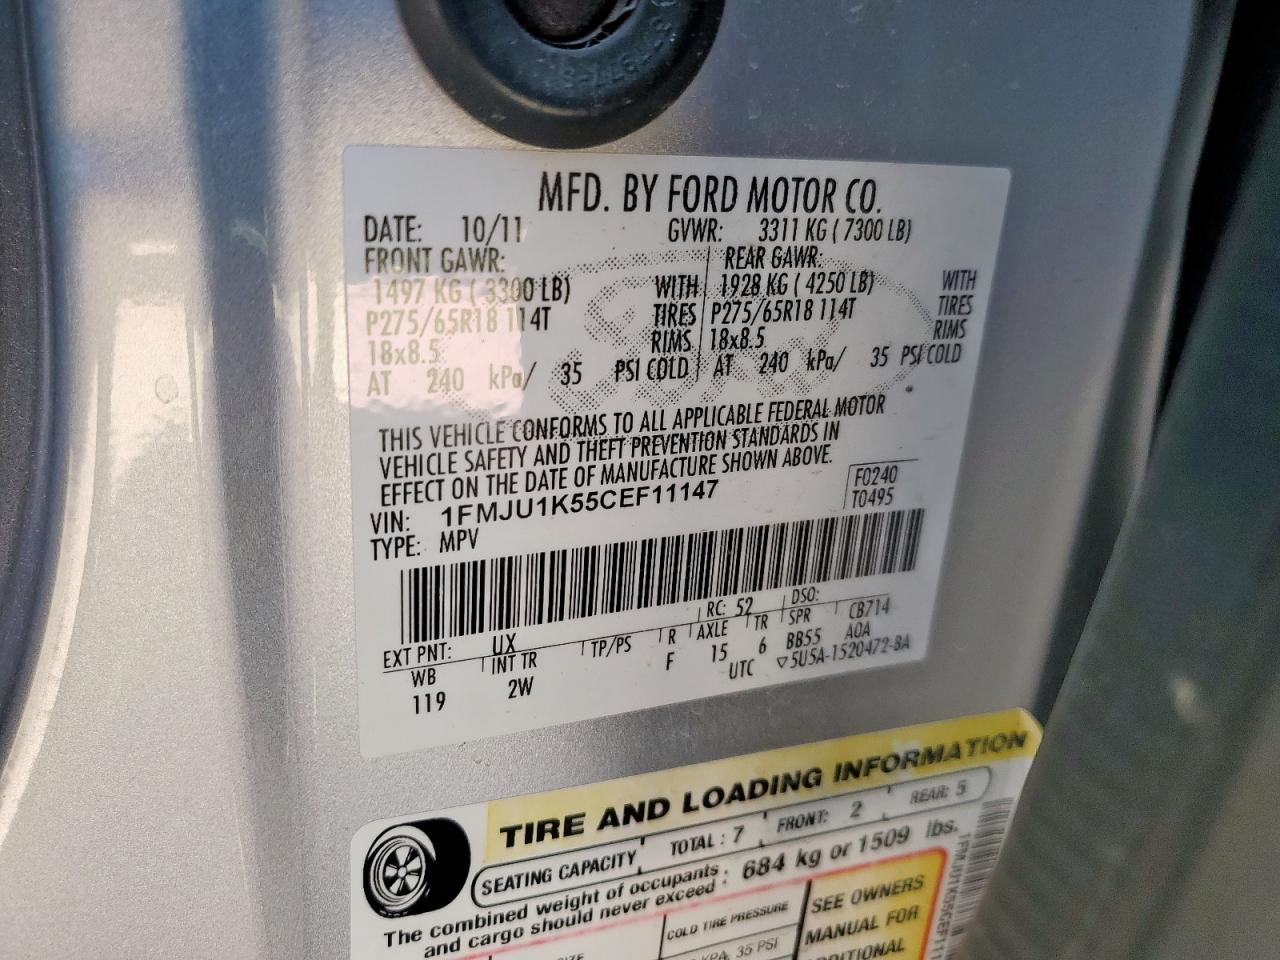 MFD. BY FORD MOTOR CO.
DATE: 10/11 GVWR: 3311 KG ( 7300 LB)
FRONT GAWR: REAR GAWR:
1497 KG ( 3300 LB) WITH 1928 KG ( 4250 LB) WITH
P275/65R18 114T TIRES P275/65R18 114T TIRES
18x8.5 RIMS 18x8.5 RIMS
AT 240 kPa/ 35 PSI COLD AT 240 kPa/ 35 PSI COLD
THIS VEHICLE CONFORMS TO ALL APPLICABLE FEDERAL MOTOR
VEHICLE SAFETY AND THEFT PREVENTION STANDARDS IN
EFFECT ON THE DATE OF MANUFACTURE SHOWN ABOVE.
F0240
T0495
VIN: 1FMJU1K55CEF11147
TYPE: MPV
EXT PNT: UX RC: 52 DSO:
WB INT TR TP/PS R AXLE TR SPR CB714
119 2W F 15 6 BB55 AOA
UTC ▽5U5A-1520472-BA
TIRE AND LOADING INFORMATION
SEATING CAPACITY TOTAL : 7 FRONT: 2 REAR: 5
The combined weight of occupants and cargo should never exceed : 684 kg or 1509 lbs.
COLD TIRE PRESSURE
KPA, 35 PSI
SEE OWNERS
MANUAL FOR